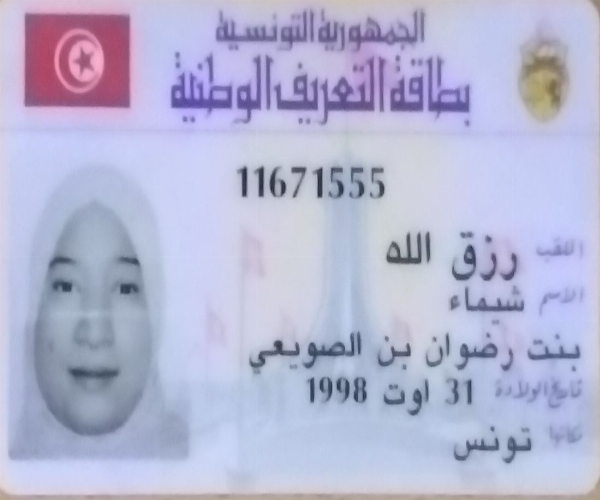 الجمهورية التونسية
بطاقة التعريف الوطنية
11671555
اللقب رزق الله
الاسم شيماء
بنت رضوان بن الصويعي
تاريخ الولادة 31 اوت 1998
مكانها تونس